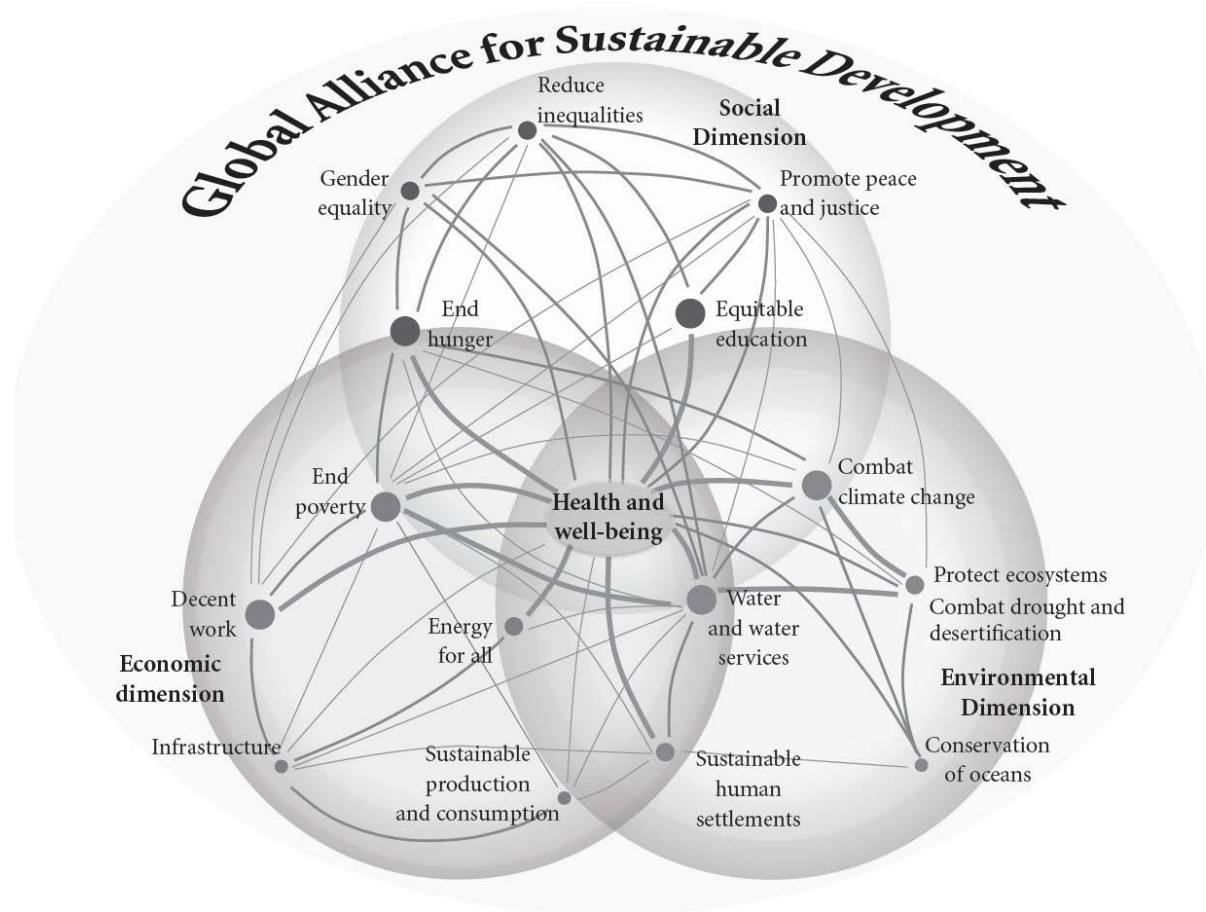 Global Alliance for Sustainable Development
Reduce
inequalities
Social
Dimension
Gender
equality
Promote peace
and justice
End
hunger
Equitable
education
End
poverty
Health and
well-being
Combat
climate change
Decent
work
Energy
for all
Water
and water
services
Protect ecosystems
Combat drought and
desertification
Economic
dimension
Environmental
Dimension
Infrastructure
Sustainable
production
and consumption
Sustainable
human
settlements
Conservation
of oceans